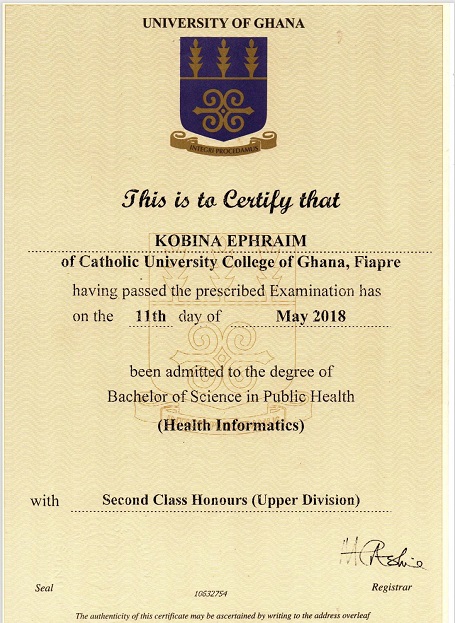 UNIVERSITY OF GHANA
INTEGRI PROCEDAMUS
This is to Certify that
KOBINA EPHRAIM
of Catholic University College of Ghana, Fiapre
having passed the prescribed Examination has
on the 11th day of May 2018
been admitted to the degree of
Bachelor of Science in Public Health
(Health Informatics)
with Second Class Honours (Upper Division)
Seal 10632754 Registrar
The authenticity of this certificate may be ascertained by writing to the address overleaf